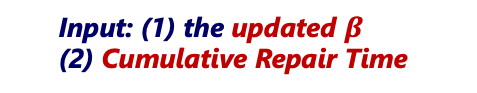 Input: (1) the updated β
(2) Cumulative Repair Time